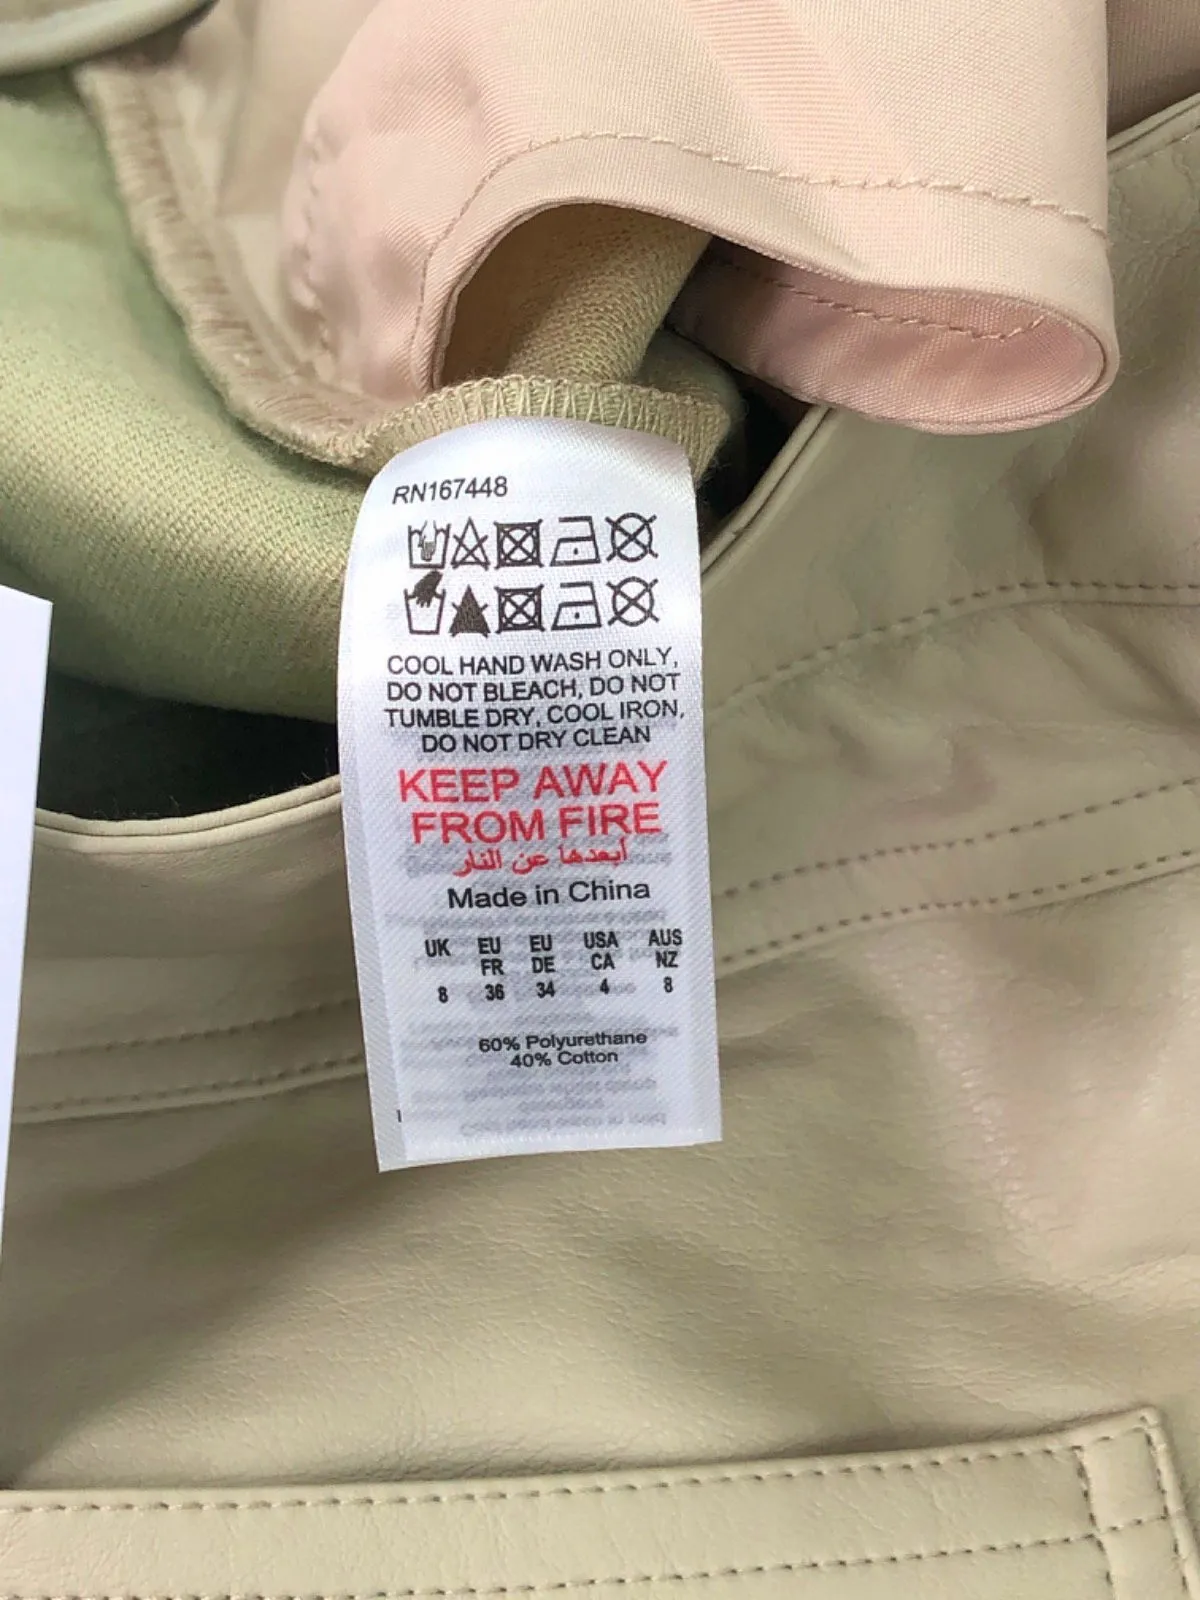 RN167448
COOL HAND WASH ONLY,
DO NOT BLEACH, DO NOT
TUMBLE DRY, COOL IRON,
DO NOT DRY CLEAN
KEEP AWAY
FROM FIRE
أبعدها عن النار
Made in China
UK EU EU USA AUS
FR DE CA NZ
8 36 34 4 8
60% Polyurethane
40% Cotton